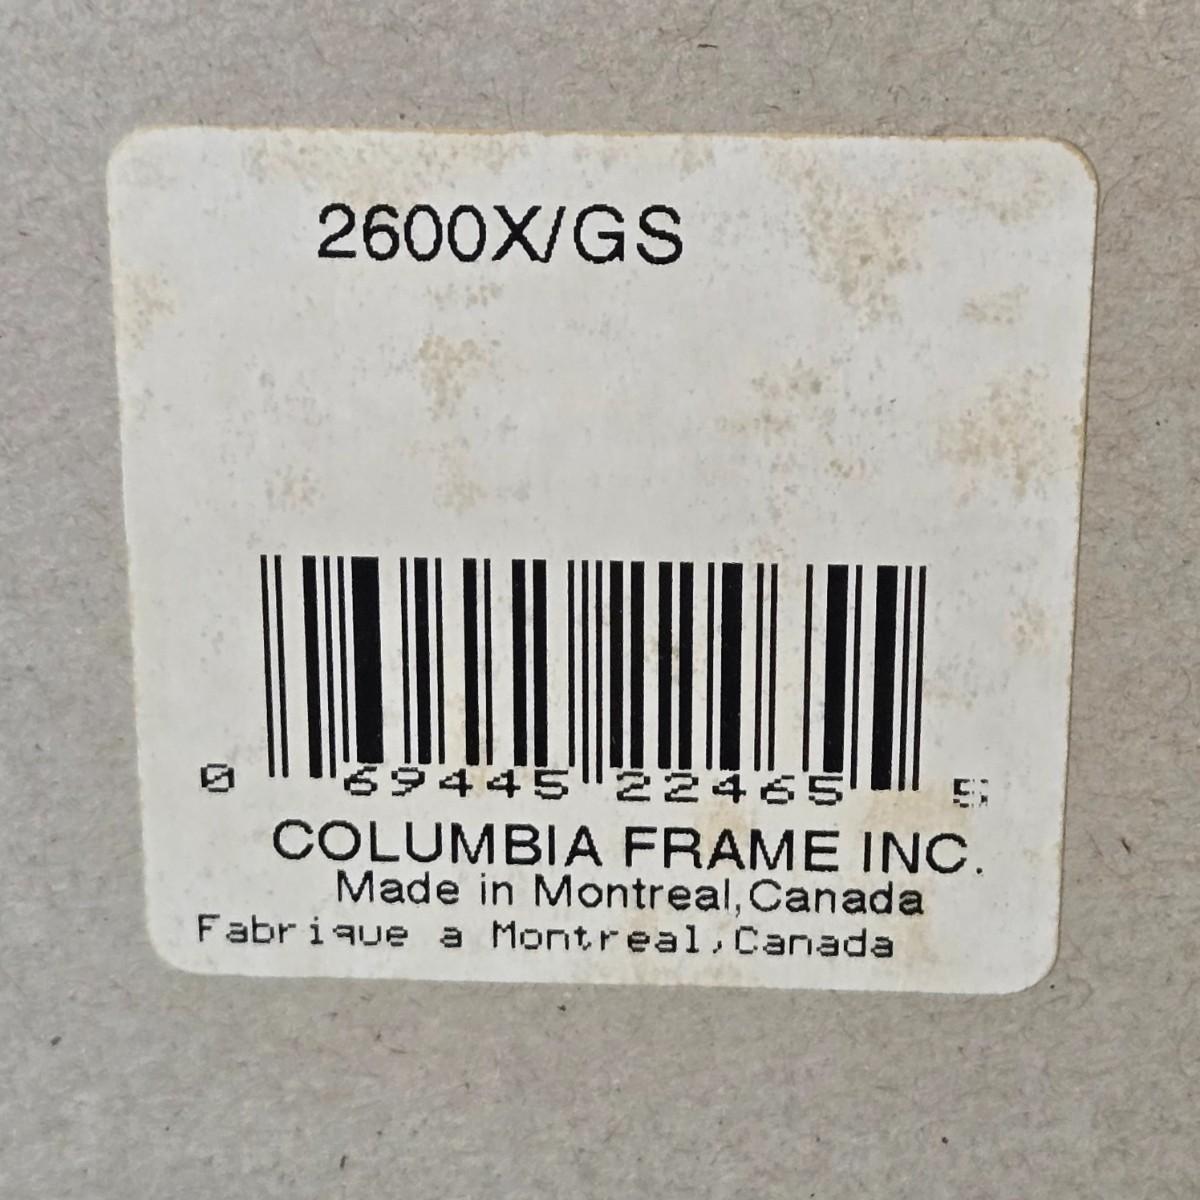 2600X/GS
0 69445 22465 5
COLUMBIA FRAME INC.
Made in Montreal,Canada
Fabrique a Montreal,Canada